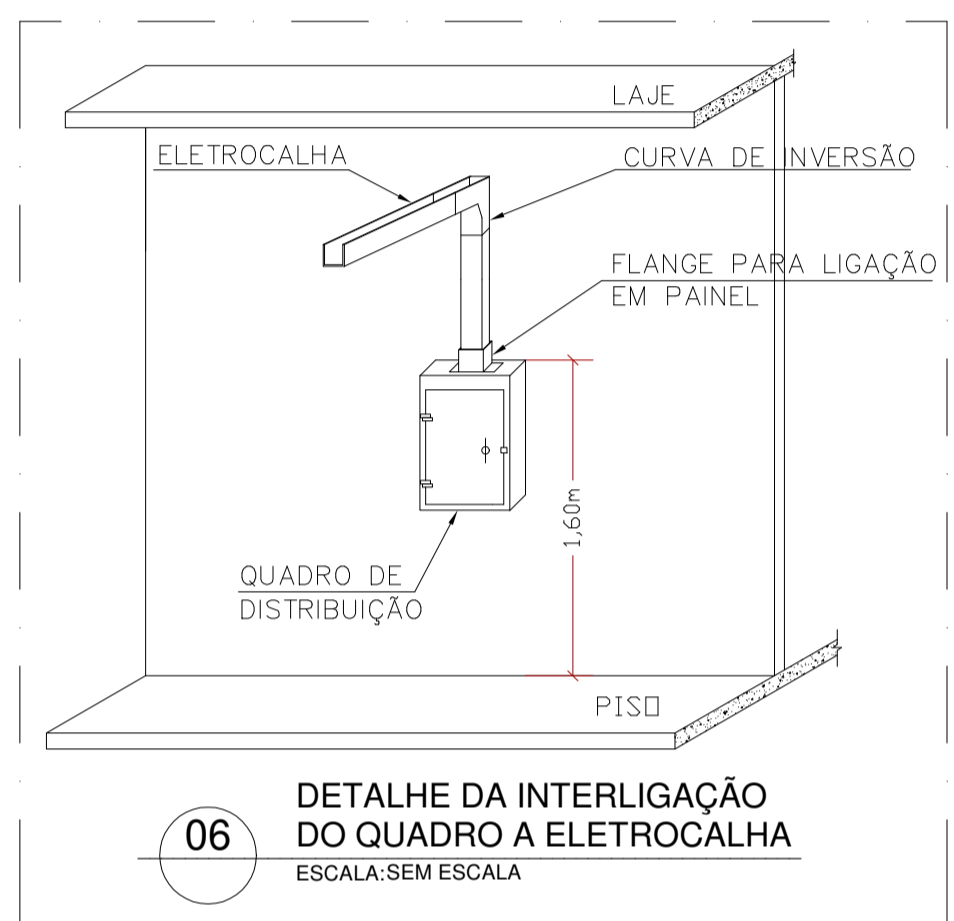 LAJE
ELETROCALHA
CURVA DE INVERSÃO
FLANGE PARA LIGAÇÃO
EM PAINEL
1,60m
QUADRO DE
DISTRIBUIÇÃO
PISO
06
DETALHE DA INTERLIGAÇÃO
DO QUADRO A ELETROCALHA
ESCALA:SEM ESCALA